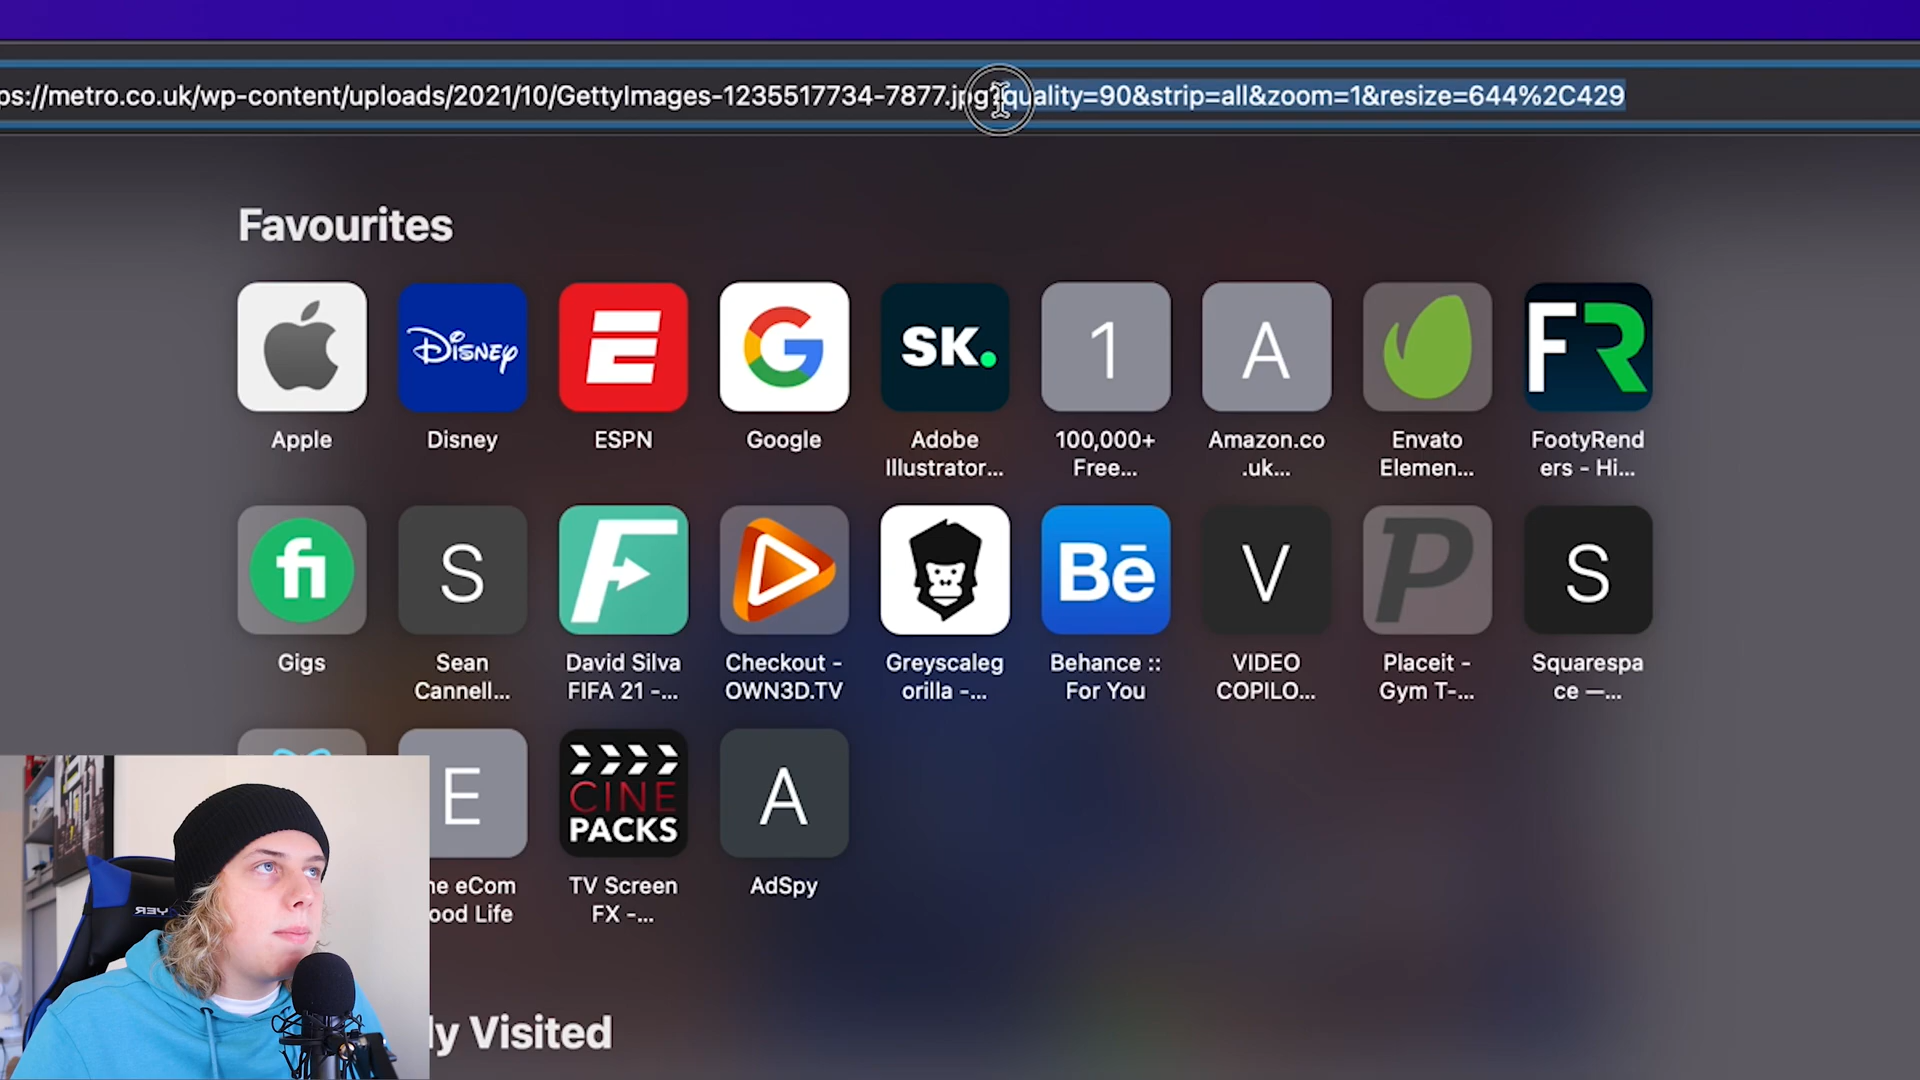 ps://metro.co.uk/wp-content/uploads/2021/10/GettyImages-1235517734-7877.jpg?quality=90&strip=all&zoom=1&resize=644%2C429
Favourites
Disney
E
G
SK.
1
A
FR
Apple
Disney
ESPN
Google
Adobe
Illustrator...
100,000+
Free...
Amazon.co
.uk...
Envato
Elemen...
FootyRend
ers - Hi...
fi
S
F
Bē
V
P
S
Gigs
Sean
Cannell...
David Silva
FIFA 21 -...
Checkout -
OWN3D.TV
Greyscaleg
orilla -...
Behance ::
For You
VIDEO
COPILO...
Placeit -
Gym T-...
Squarespa
ce —...
E
CINE
PACKS
A
he eCom
ood Life
TV Screen
FX -...
AdSpy
ly Visited